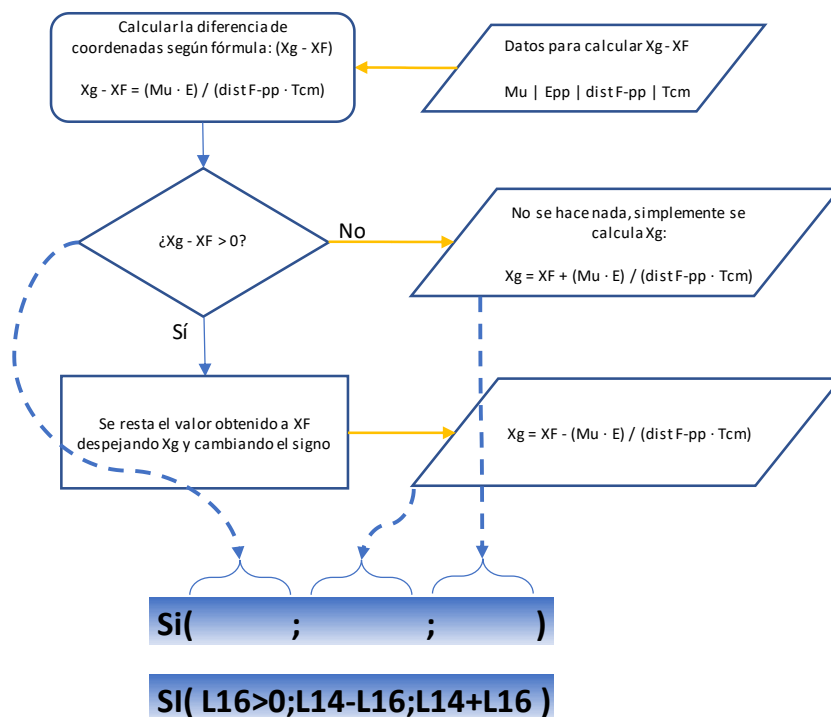 Calcular la diferencia de
coordenadas según fórmula: (Xg - XF)
Xg - XF = (Mu · E) / (dist F-pp · Tcm)
Datos para calcular Xg - XF
Mu | Epp | dist F-pp | Tcm
¿Xg - XF > 0?
No
No se hace nada, simplemente se
calcula Xg:
Xg = XF + (Mu · E) / (dist F-pp · Tcm)
Sí
Se resta el valor obtenido a XF
despejando Xg y cambiando el signo
Xg = XF - (Mu · E) / (dist F-pp · Tcm)
Si( ; ; )
SI( L16>0;L14-L16;L14+L16 )